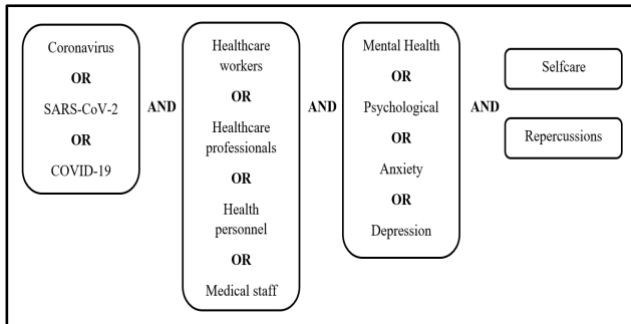 Coronavirus
OR
SARS-CoV-2
OR
COVID-19
AND
Healthcare
workers
OR
Healthcare
professionals
OR
Health
personnel
OR
Medical staff
AND
Mental Health
OR
Psychological
OR
Anxiety
OR
Depression
AND
Selfcare
Repercussions